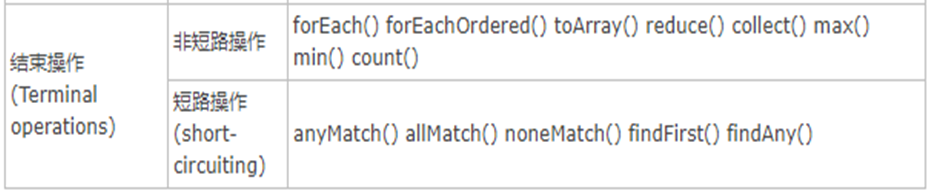 结束操作
(Terminal
operations)
非短路操作
forEach() forEachOrdered() toArray() reduce() collect() max()
min() count()
短路操作
(short-
circuiting)
anyMatch() allMatch() noneMatch() findFirst() findAny()